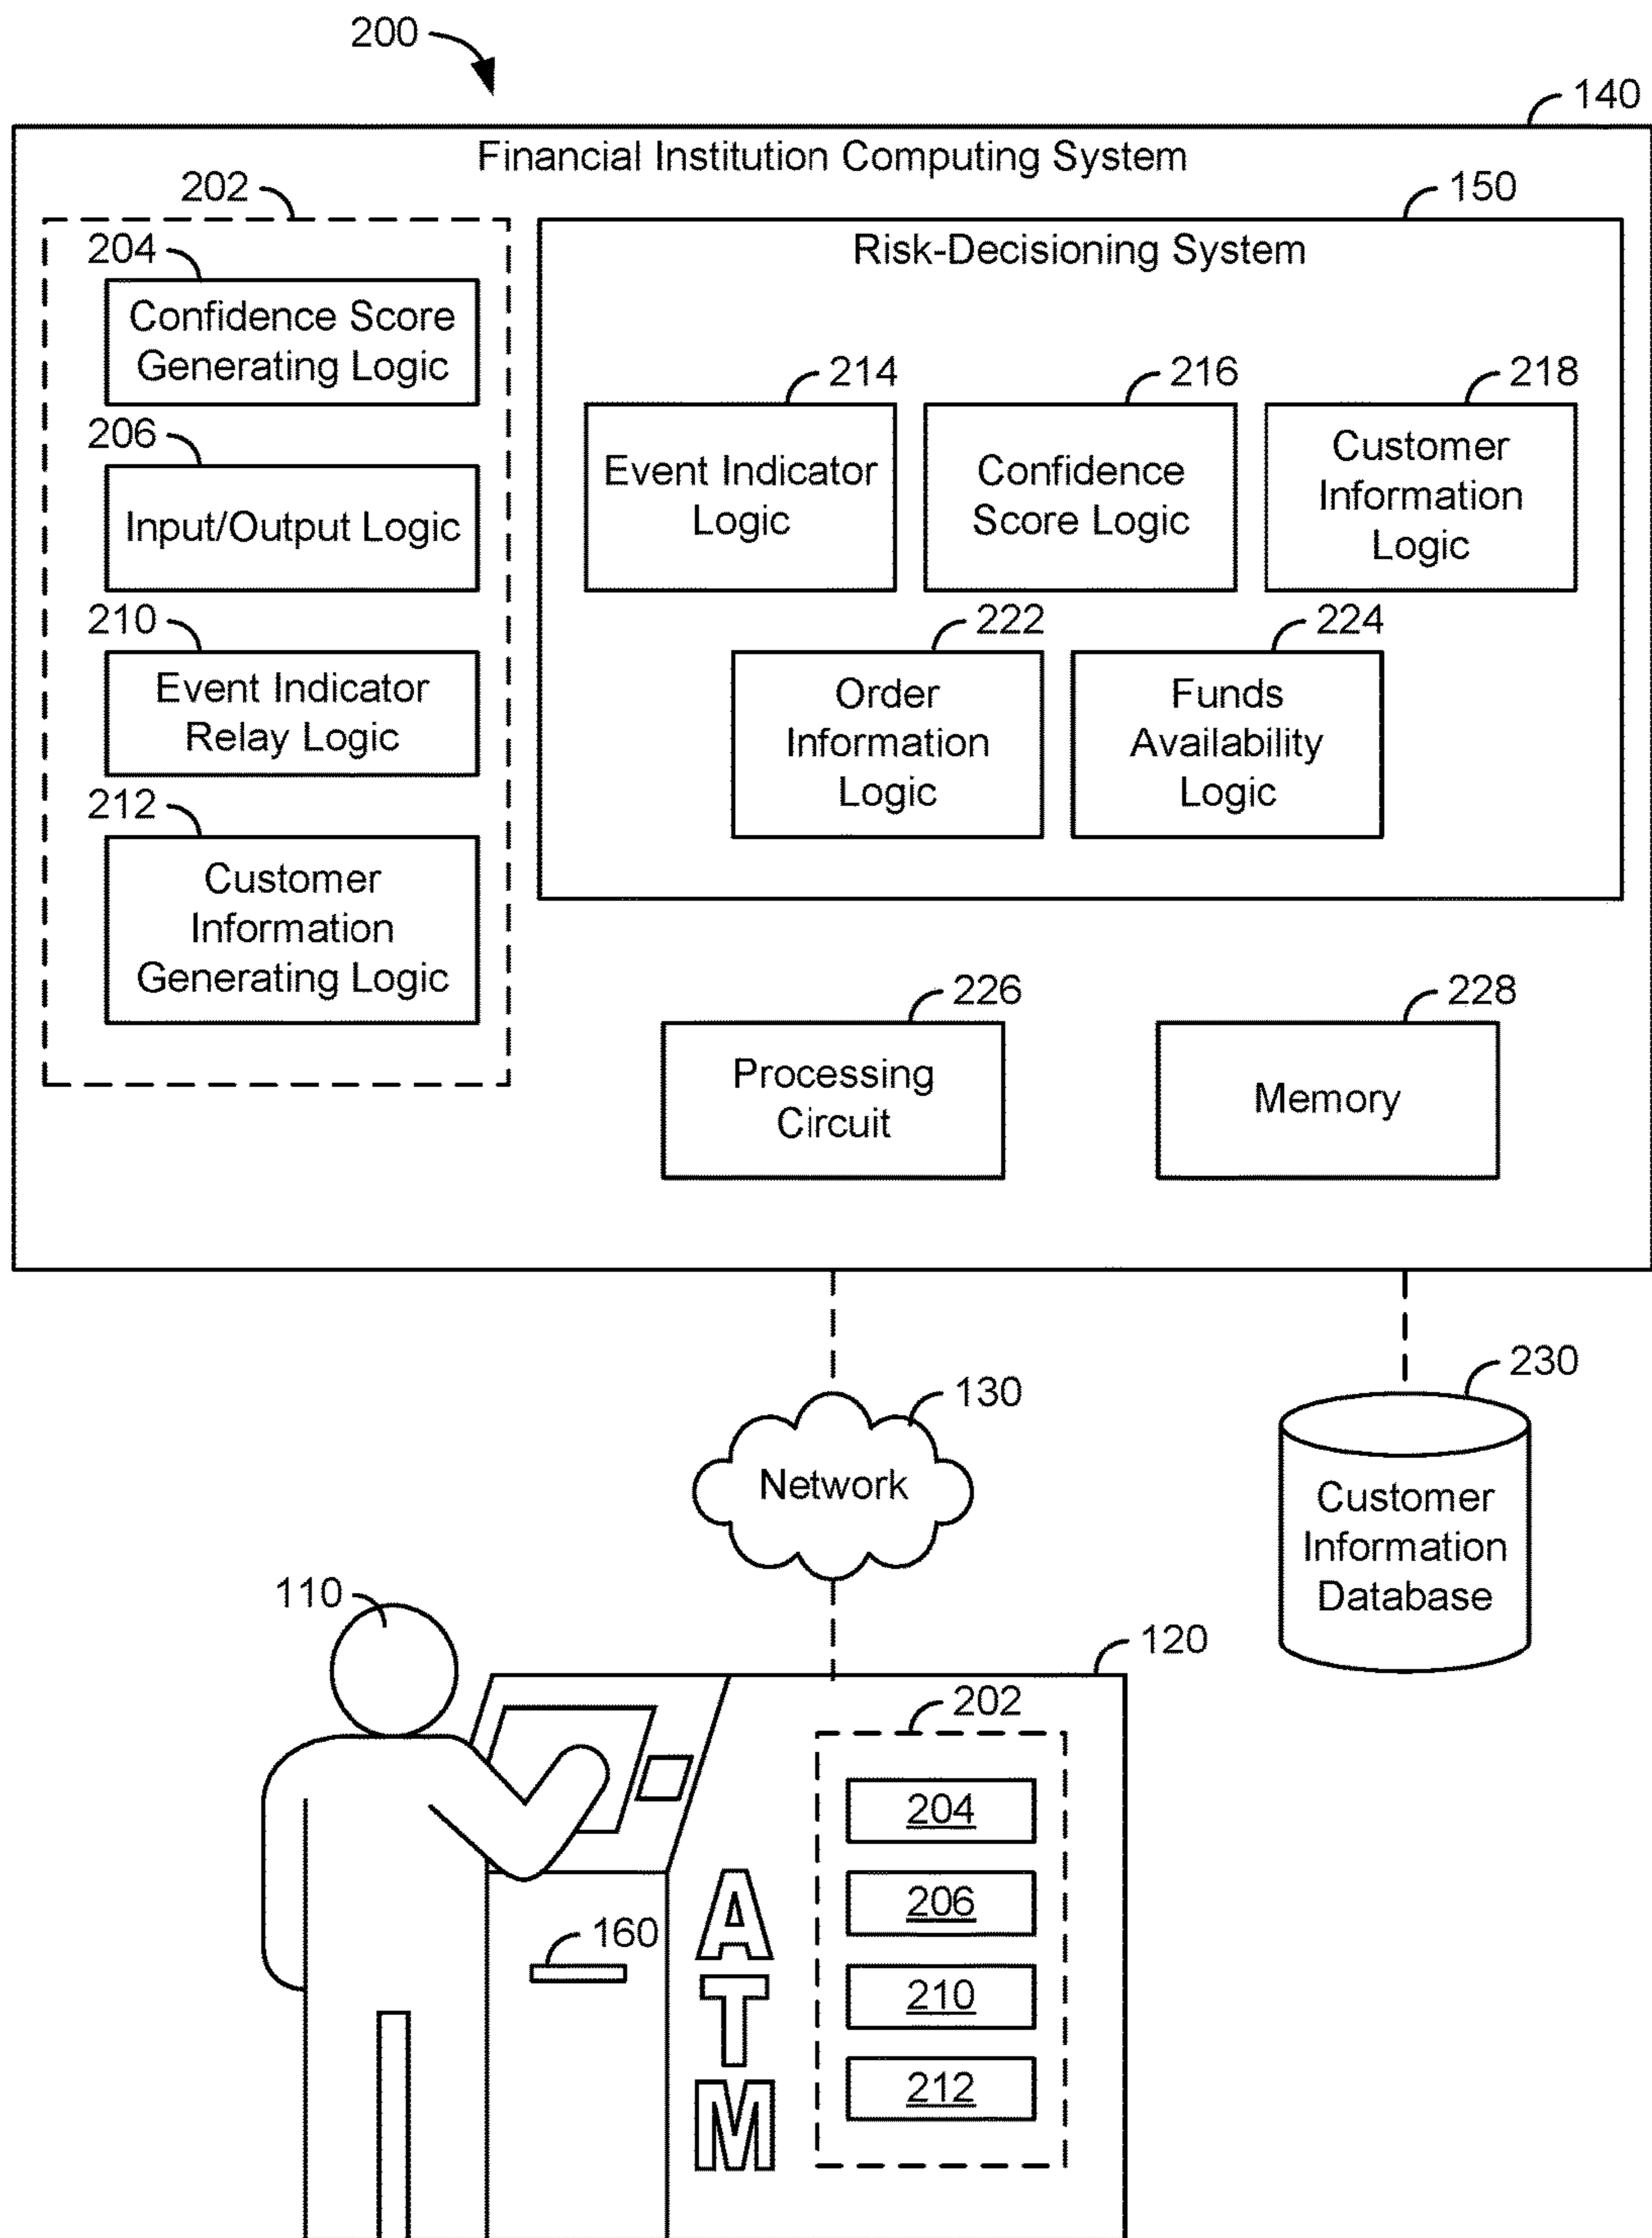 200
140
Financial Institution Computing System
202
150
Risk-Decisioning System
204
Confidence Score
Generating Logic
206
Input/Output Logic
210
Event Indicator
Relay Logic
212
Customer
Information
Generating Logic
214
Event Indicator
Logic
216
Confidence
Score Logic
218
Customer
Information
Logic
222
Order
Information
Logic
224
Funds
Availability
Logic
226
Processing
Circuit
228
Memory
130
Network
230
Customer
Information
Database
110
120
202
204
206
210
212
160
A
T
M